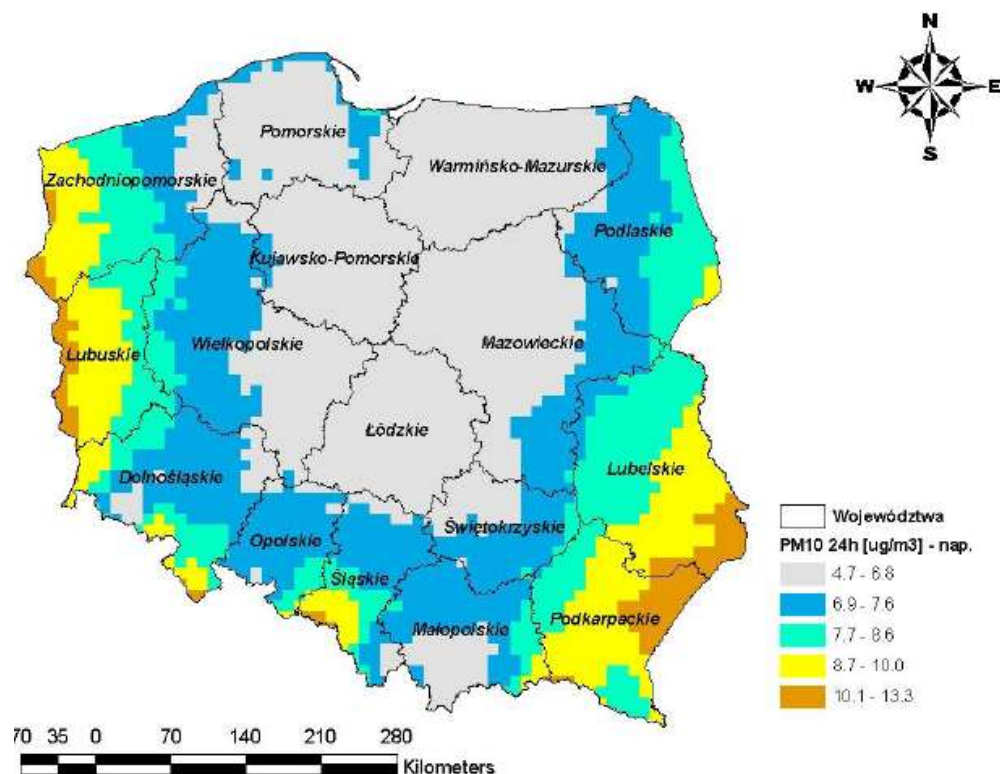 N
W E
S
Pomorskie
Warmińsko-Mazurskie
Zachodniopomorskie
Podlaskie
Kujawsko-Pomorskie
Mazowieckie
Wielkopolskie
Lubuskie
Łódzkie
Lubelskie
Dolnośląskie
Świętokrzyskie
Opolskie
Śląskie
Podkarpackie
Małopolskie
Województwa
PM10 24h [ug/m3] - nap.
4.7 - 6.8
6.9 - 7.6
7.7 - 8.6
8.7 - 10.0
10.1 - 13.3
70 35 0 70 140 210 280
Kilometers